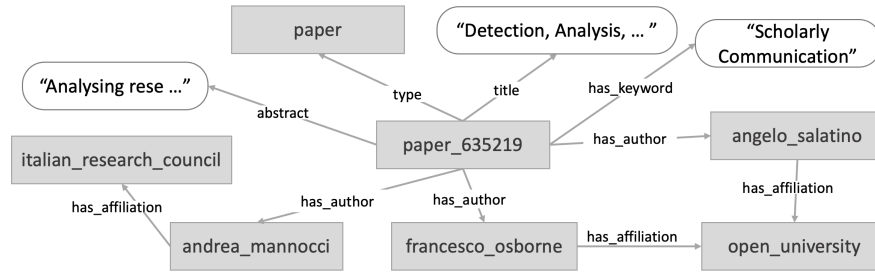 paper
“Detection, Analysis, ... ”
“Scholarly
Communication”
“Analysing rese ...”
type
title
has_keyword
abstract
paper_635219
has_author
angelo_salatino
italian_research_council
has_affiliation
has_author
has_author
has_affiliation
andrea_mannocci
francesco_osborne
has_affiliation
open_university